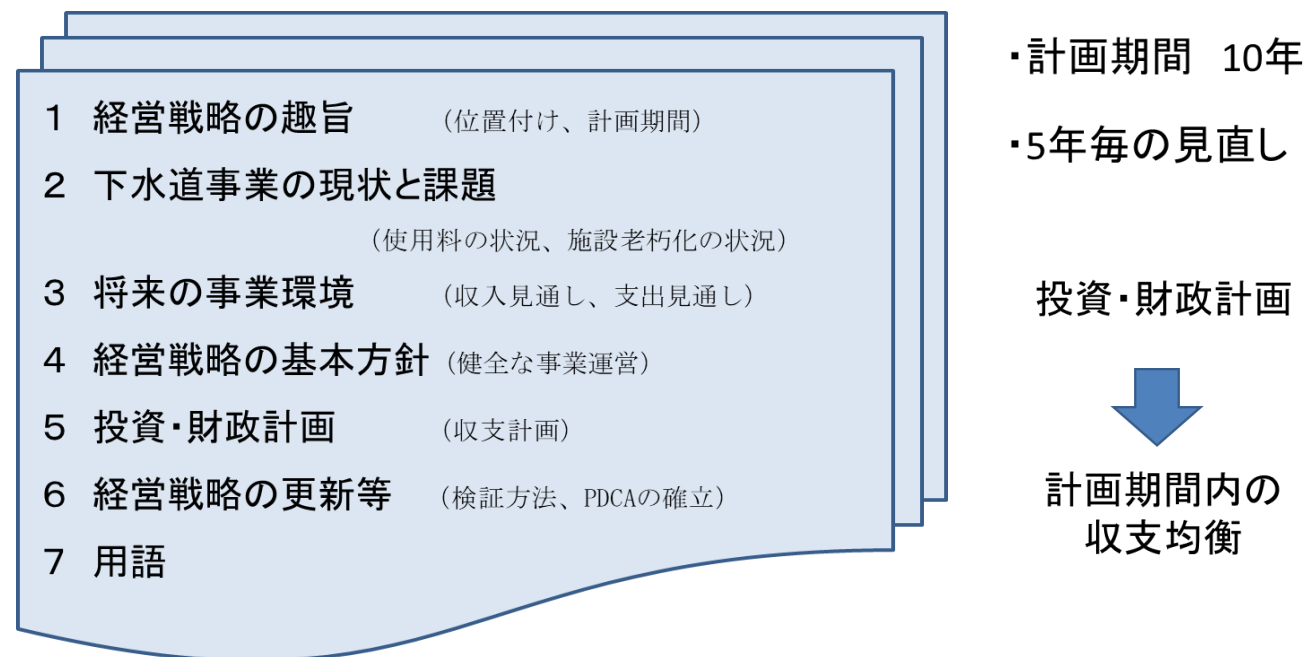 1 経営戦略の趣旨 (位置付け、計画期間)
2 下水道事業の現状と課題
(使用料の状況、施設老朽化の状況)
3 将来の事業環境 (収入見通し、支出見通し)
4 経営戦略の基本方針 (健全な事業運営)
5 投資・財政計画 (収支計画)
6 経営戦略の更新等 (検証方法、PDCAの確立)
7 用語
・計画期間 10年
・5年毎の見直し
投資・財政計画
計画期間内の
収支均衡